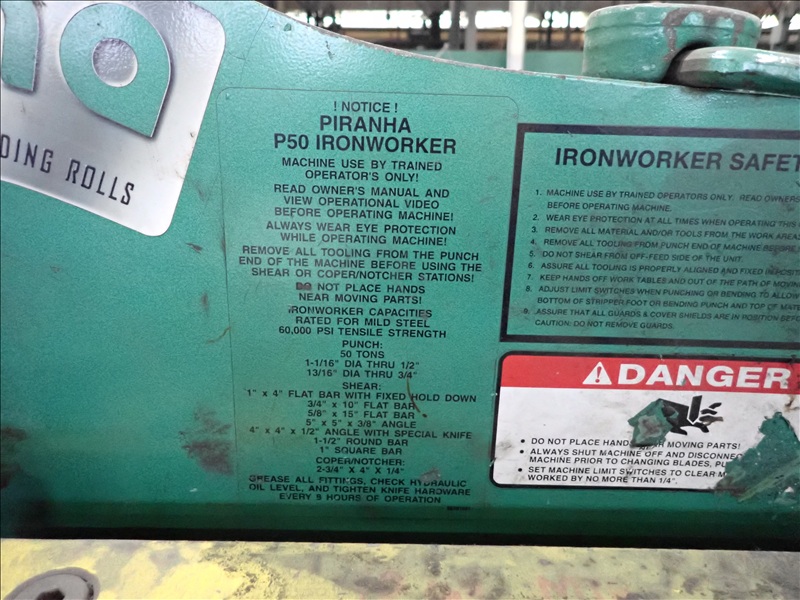 DING ROLLS
! NOTICE !
PIRANHA
P50 IRONWORKER
MACHINE USE BY TRAINED
OPERATOR'S ONLY!
READ OWNER'S MANUAL AND
VIEW OPERATIONAL VIDEO
BEFORE OPERATING MACHINE!
ALWAYS WEAR EYE PROTECTION
WHILE OPERATING MACHINE!
REMOVE ALL TOOLING FROM THE PUNCH
END OF THE MACHINE BEFORE USING THE
SHEAR OR COPER/NOTCHER STATIONS!
DO NOT PLACE HANDS
NEAR MOVING PARTS!
IRONWORKER CAPACITIES
RATED FOR MILD STEEL
60,000 PSI TENSILE STRENGTH
PUNCH:
50 TONS
1-1/16" DIA THRU 1/2"
13/16" DIA THRU 3/4"
SHEAR:
1" x 4" FLAT BAR WITH FIXED HOLD DOWN
3/4" x 10" FLAT BAR
5/8" x 15" FLAT BAR
5" x 5" x 3/8" ANGLE
4" x 4" x 1/2" ANGLE WITH SPECIAL KNIFE
1-1/2" ROUND BAR
1" SQUARE BAR
COPER/NOTCHER:
2-3/4" X 4" X 1/4"
GREASE ALL FITTINGS, CHECK HYDRAULIC
OIL LEVEL, AND TIGHTEN KNIFE HARDWARE
EVERY 8 HOURS OF OPERATION
IRONWORKER SAFET
1. MACHINE USE BY TRAINED OPERATORS ONLY. READ OWNERS
BEFORE OPERATING MACHINE.
2. WEAR EYE PROTECTION AT ALL TIMES WHEN OPERATING THIS
3. REMOVE ALL MATERIAL AND/OR TOOLS FROM THE WORK AREA
4. REMOVE ALL TOOLING FROM PUNCH END OF MACHINE BEFORE
5. DO NOT SHEAR FROM OFF-FEED SIDE OF THE UNIT.
6. ASSURE ALL TOOLING IS PROPERLY ALIGNED AND FIXED IN POSIT
7. KEEP HANDS OFF WORK TABLES AND OUT OF THE PATH OF MOVIN
8. ADJUST LIMIT SWITCHES WHEN PUNCHING OR BENDING TO ALLOW
BOTTOM OF STRIPPER FOOT OR BENDING PUNCH AND TOP OF MATE
9. ASSURE THAT ALL GUARDS & COVER SHIELDS ARE IN POSITION BEFO
CAUTION: DO NOT REMOVE GUARDS.
DANGER
• DO NOT PLACE HAND AR MOVING PARTS!
• ALWAYS SHUT MACHINE OFF AND DISCONNEC
MACHINE PRIOR TO CHANGING BLADES, PU
• SET MACHINE LIMIT SWITCHES TO CLEAR M
WORKED BY NO MORE THAN 1/4".